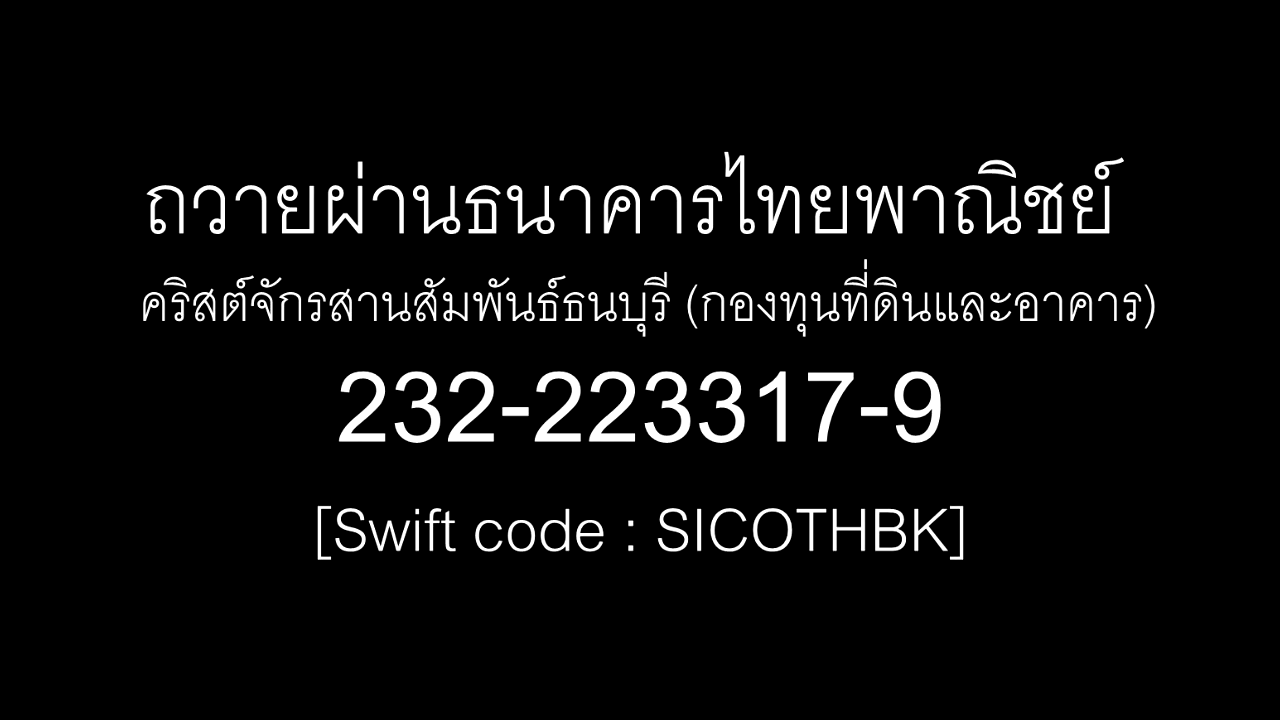 ถวายผ่านธนาคารไทยพาณิชย์
คริสต์จักรสานสัมพันธ์ธนบุรี (กองทุนที่ดินและอาคาร)
232-223317-9
[Swift code : SICOTHBK]